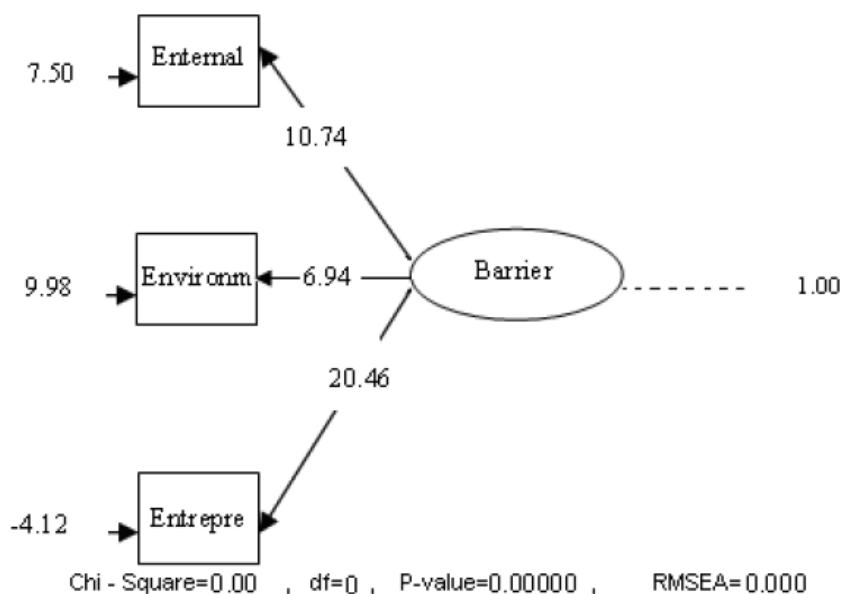 Enternal
7.50
10.74
Environm
9.98
6.94
Barrier
1.00
20.46
Entrepre
-4.12
Chi - Square=0.00 , df=0 , P-value=0.00000 , RMSEA=0.000